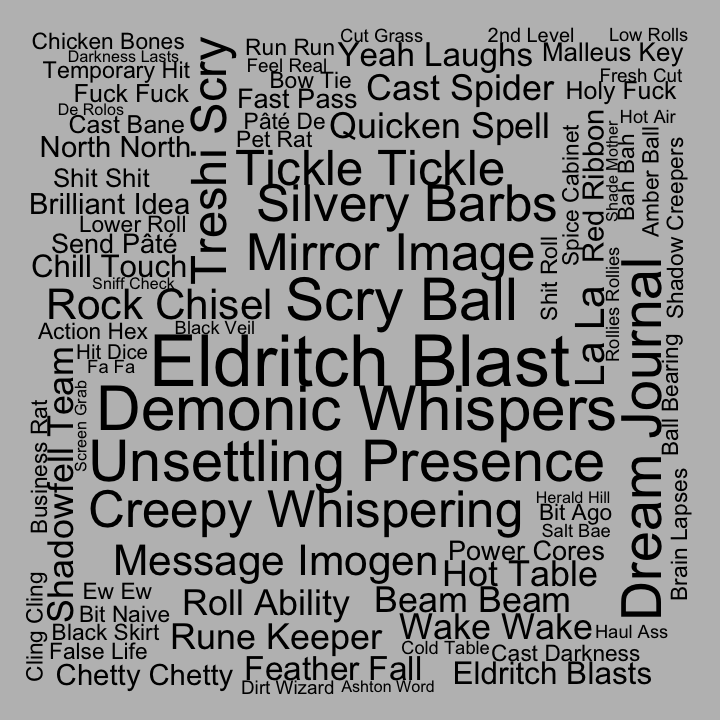 Chicken Bones
Darkness Lasts
Temporary Hit
Fuck Fuck
De Rolos
Cast Bane
North North
Shit Shit
Brilliant Idea
Lower Roll
Send Pâté
Chill Touch
Sniff Check
Treshi Scry
Run Run
Feel Real
Bow Tie
Fast Pass
Pâté De
Pet Rat
Cut Grass
Yeah Laughs
2nd Level
Low Rolls
Malleus Key
Cast Spider
Fresh Cut
Holy Fuck
Quicken Spell
Hot Air
Tickle Tickle
Silvery Barbs
Mirror Image
Spice Cabinet
Red Ribbon
Shade Mother
Bah Bah
Amber Ball
Shadow Creepers
Rock Chisel
Scry Ball
Shit Roll
La La
Rollies Rollies
Action Hex
Black Veil
Hit Dice
Fa Fa
Eldritch Blast
Demonic Whispers
Unsettling Presence
Creepy Whispering
Dream Journal
Ball Bearing
Brain Lapses
Business Rat
Shadowfell Team
Screen Grab
Herald Hill
Bit Ago
Salt Bae
Message Imogen
Power Cores
Hot Table
Cling Cling
Ew Ew
Bit Naive
Black Skirt
False Life
Roll Ability
Beam Beam
Rune Keeper
Wake Wake
Haul Ass
Cold Table
Cast Darkness
Chetty Chetty
Feather Fall
Eldritch Blasts
Dirt Wizard
Ashton Word